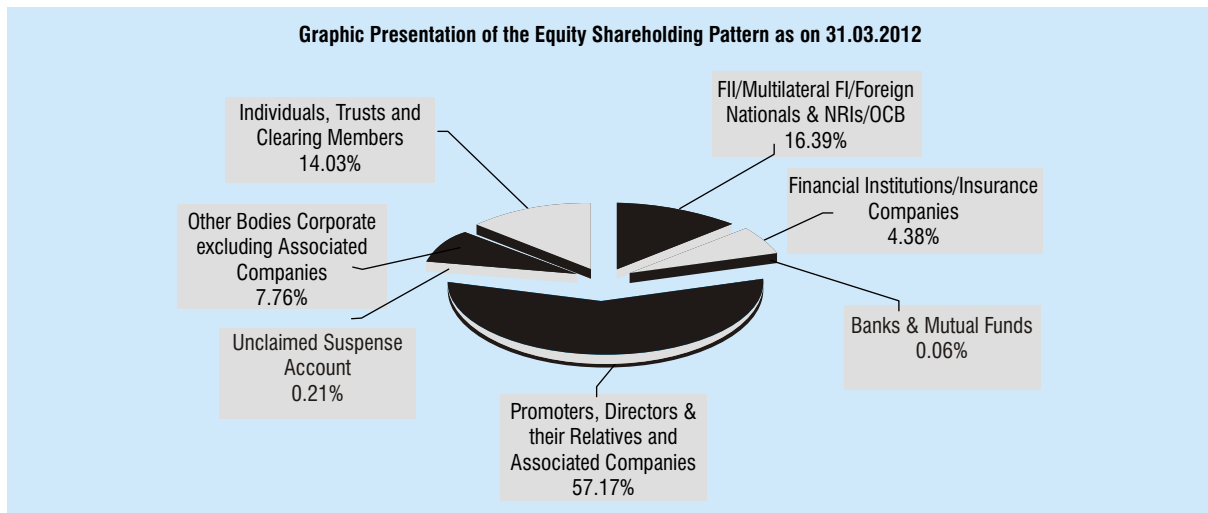 Graphic Presentation of the Equity Shareholding Pattern as on 31.03.2012
FII/Multilateral FI/Foreign
Nationals & NRIs/OCB
16.39%
Individuals, Trusts and
Clearing Members
14.03%
Financial Institutions/Insurance
Companies
4.38%
Other Bodies Corporate
excluding Associated
Companies
7.76%
Banks & Mutual Funds
0.06%
Unclaimed Suspense
Account
0.21%
Promoters, Directors &
their Relatives and
Associated Companies
57.17%